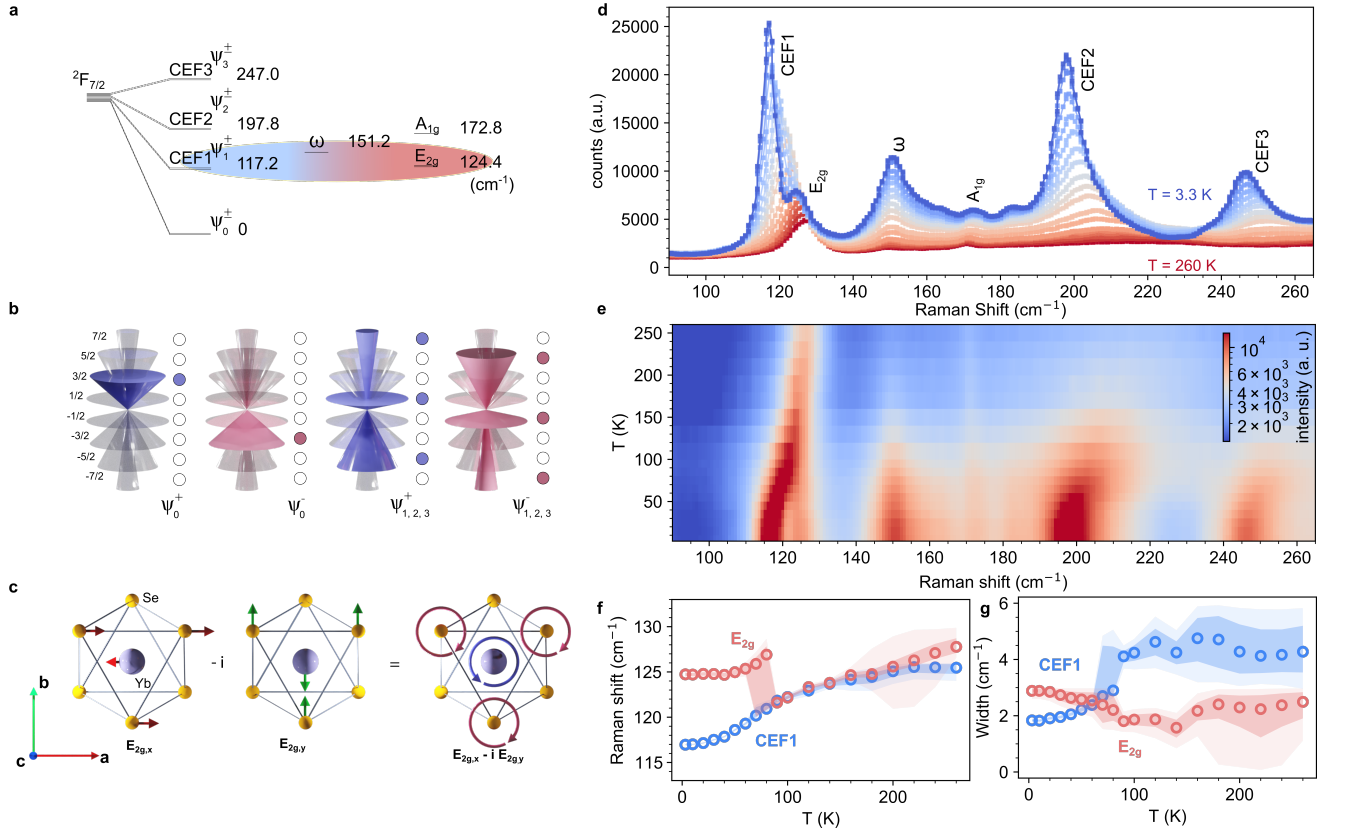 a
²F₇/₂
CEF3 ψ₃± 247.0
CEF2 ψ₂± 197.8
CEF1 ψ₁± 117.2
ω 151.2
A₁g 172.8
E₂g 124.4
(cm⁻¹)
ψ₀± 0
b
7/2
5/2
3/2
1/2
-1/2
-3/2
-5/2
-7/2
ψ₀⁺
ψ₀⁻
ψ⁺₁, ₂, ₃
ψ⁻₁, ₂, ₃
c
Se
Yb
- i
=
b
c
a
E₂g,x
E₂g,y
E₂g,x - i E₂g,y
d
counts (a.u.)
25000
20000
15000
10000
5000
0
CEF1
E₂g
ω
A₁g
CEF2
CEF3
T = 3.3 K
T = 260 K
100 120 140 160 180 200 220 240 260
Raman Shift (cm⁻¹)
e
T (K)
250
200
150
100
50
10⁴
6 × 10³
4 × 10³
3 × 10³
2 × 10³
intensity (a. u.)
100 120 140 160 180 200 220 240 260
Raman shift (cm⁻¹)
f
Raman shift (cm⁻¹)
130
125
120
115
E₂g
CEF1
0 100 200
T (K)
g
Width (cm⁻¹)
6
4
2
0
CEF1
E₂g
0 100 200
T (K)